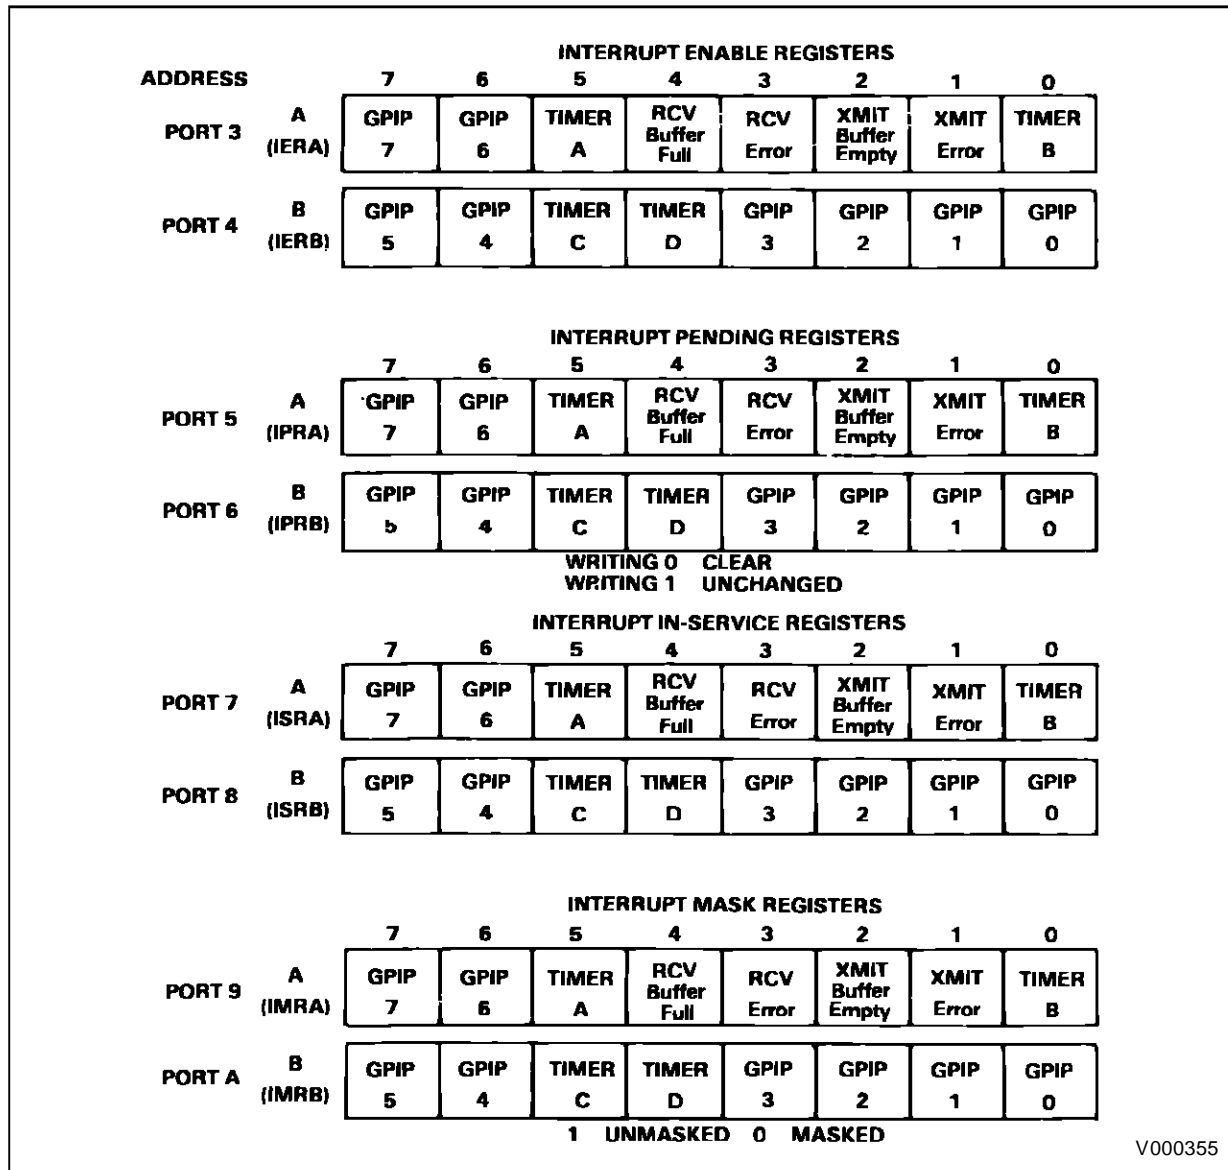 INTERRUPT ENABLE REGISTERS
ADDRESS 7 6 5 4 3 2 1 0
PORT 3 A (IERA) GPIP 7 GPIP 6 TIMER A RCV Buffer Full RCV Error XMIT Buffer Empty XMIT Error TIMER B
PORT 4 B (IERB) GPIP 5 GPIP 4 TIMER C TIMER D GPIP 3 GPIP 2 GPIP 1 GPIP 0
INTERRUPT PENDING REGISTERS
7 6 5 4 3 2 1 0
PORT 5 A (IPRA) GPIP 7 GPIP 6 TIMER A RCV Buffer Full RCV Error XMIT Buffer Empty XMIT Error TIMER B
PORT 6 B (IPRB) GPIP 5 GPIP 4 TIMER C TIMER D GPIP 3 GPIP 2 GPIP 1 GPIP 0
WRITING 0 CLEAR
WRITING 1 UNCHANGED
INTERRUPT IN-SERVICE REGISTERS
7 6 5 4 3 2 1 0
PORT 7 A (ISRA) GPIP 7 GPIP 6 TIMER A RCV Buffer Full RCV Error XMIT Buffer Empty XMIT Error TIMER B
PORT 8 B (ISRB) GPIP 5 GPIP 4 TIMER C TIMER D GPIP 3 GPIP 2 GPIP 1 GPIP 0
INTERRUPT MASK REGISTERS
7 6 5 4 3 2 1 0
PORT 9 A (IMRA) GPIP 7 GPIP 6 TIMER A RCV Buffer Full RCV Error XMIT Buffer Empty XMIT Error TIMER B
PORT A B (IMRB) GPIP 5 GPIP 4 TIMER C TIMER D GPIP 3 GPIP 2 GPIP 1 GPIP 0
1 UNMASKED 0 MASKED
V000355